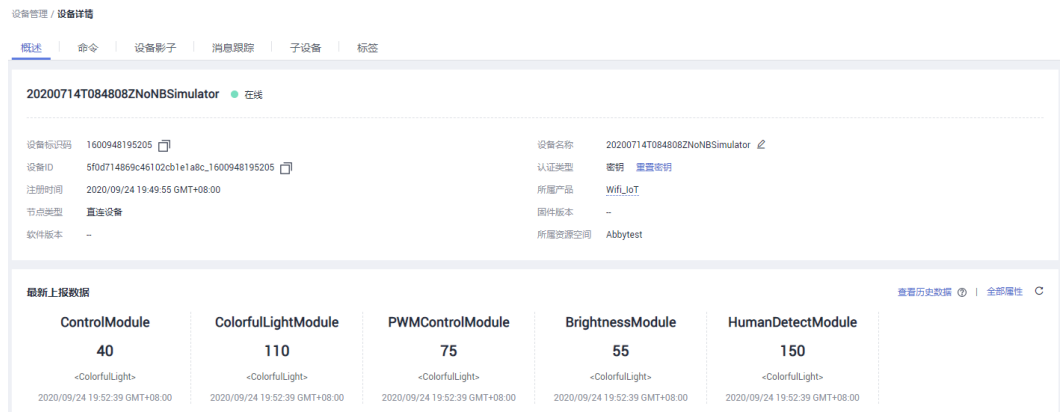 设备管理 / 设备详情
概述 命令 设备影子 消息跟踪 子设备 标签
20200714T084808ZNoNBSimulator 在线
设备标识码 1600948195205 设备名称 20200714T084808ZNoNBSimulator
设备ID 5f0d714869c46102cb1e1a8c_1600948195205 认证类型 密钥 重置密钥
注册时间 2020/09/24 19:49:55 GMT+08:00 所属产品 Wifi_IoT
节点类型 直连设备 固件版本 --
软件版本 -- 所属资源空间 Abbytest
最新上报数据 查看历史数据 ? | 全部属性
ControlModule ColorfulLightModule PWMControlModule BrightnessModule HumanDetectModule
40 110 75 55 150
<ColorfulLight> <ColorfulLight> <ColorfulLight> <ColorfulLight> <ColorfulLight>
2020/09/24 19:52:39 GMT+08:00 2020/09/24 19:52:39 GMT+08:00 2020/09/24 19:52:39 GMT+08:00 2020/09/24 19:52:39 GMT+08:00 2020/09/24 19:52:39 GMT+08:00